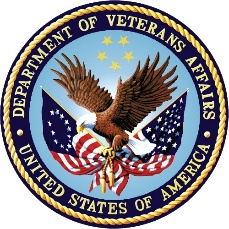 DEPARTMENT OF VETERANS AFFAIRS
UNITED STATES OF AMERICA